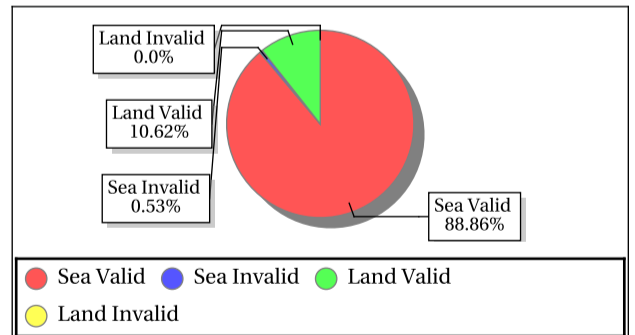 Land Invalid
0.0%
Land Valid
10.62%
Sea Invalid
0.53%
Sea Valid
88.86%
Sea Valid Sea Invalid Land Valid
Land Invalid